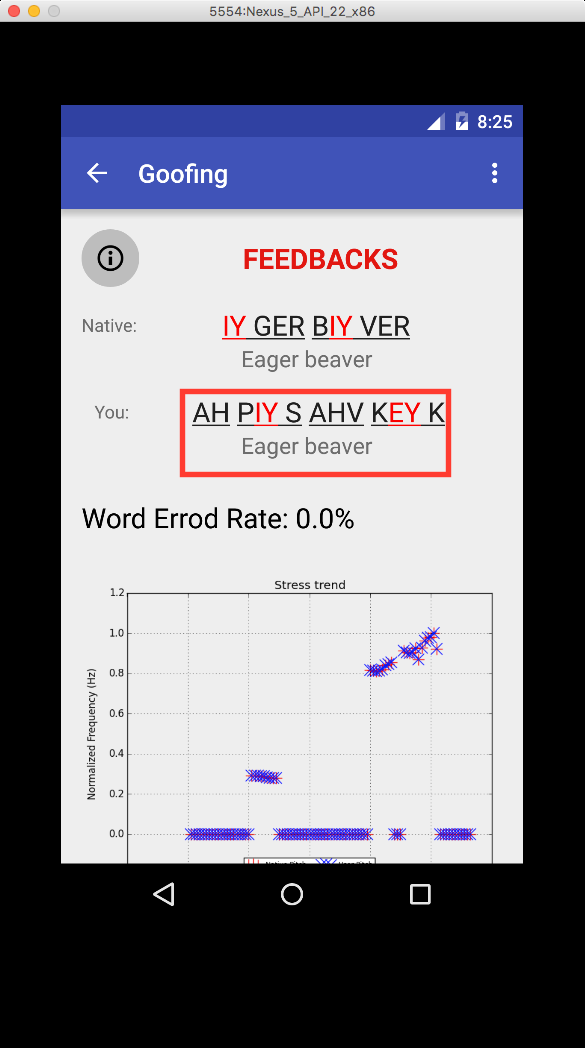 5554:Nexus_5_API_22_x86
8:25
Goofing
FEEDBACKS
Native: IY GER BIY VER
Eager beaver
You: AH PIY S AHV KEY K
Eager beaver
Word Errod Rate: 0.0%
Stress trend
Normalized Frequency (Hz)
1.2
1.0
0.8
0.6
0.4
0.2
0.0